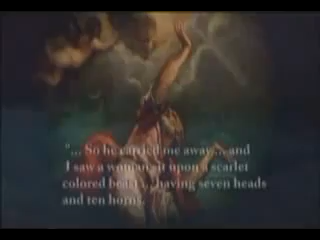 "... So he carried me away... and
I saw a woman sit upon a scarlet
colored beast... having seven heads
and ten horns